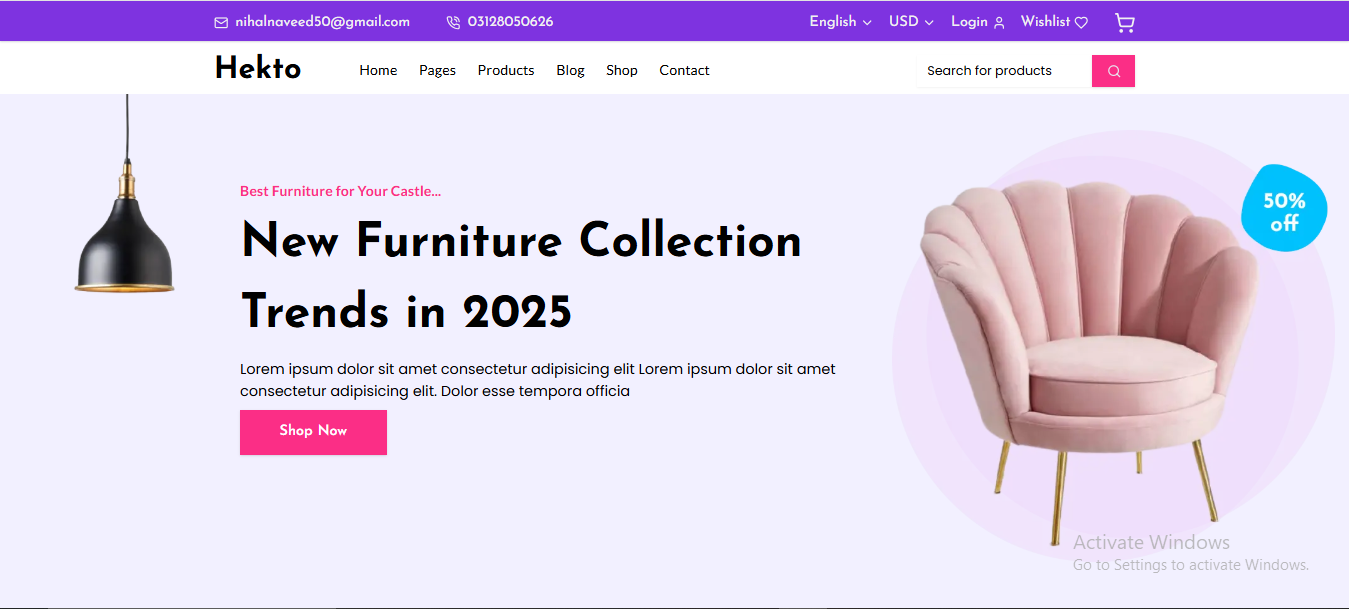 nihalnaveed50@gmail.com 03128050626 English USD Login Wishlist
Hekto Home Pages Products Blog Shop Contact Search for products
Best Furniture for Your Castle...
New Furniture Collection
Trends in 2025
Lorem ipsum dolor sit amet consectetur adipisicing elit Lorem ipsum dolor sit amet
consectetur adipisicing elit. Dolor esse tempora officia
Shop Now
50%
off
Activate Windows
Go to Settings to activate Windows.